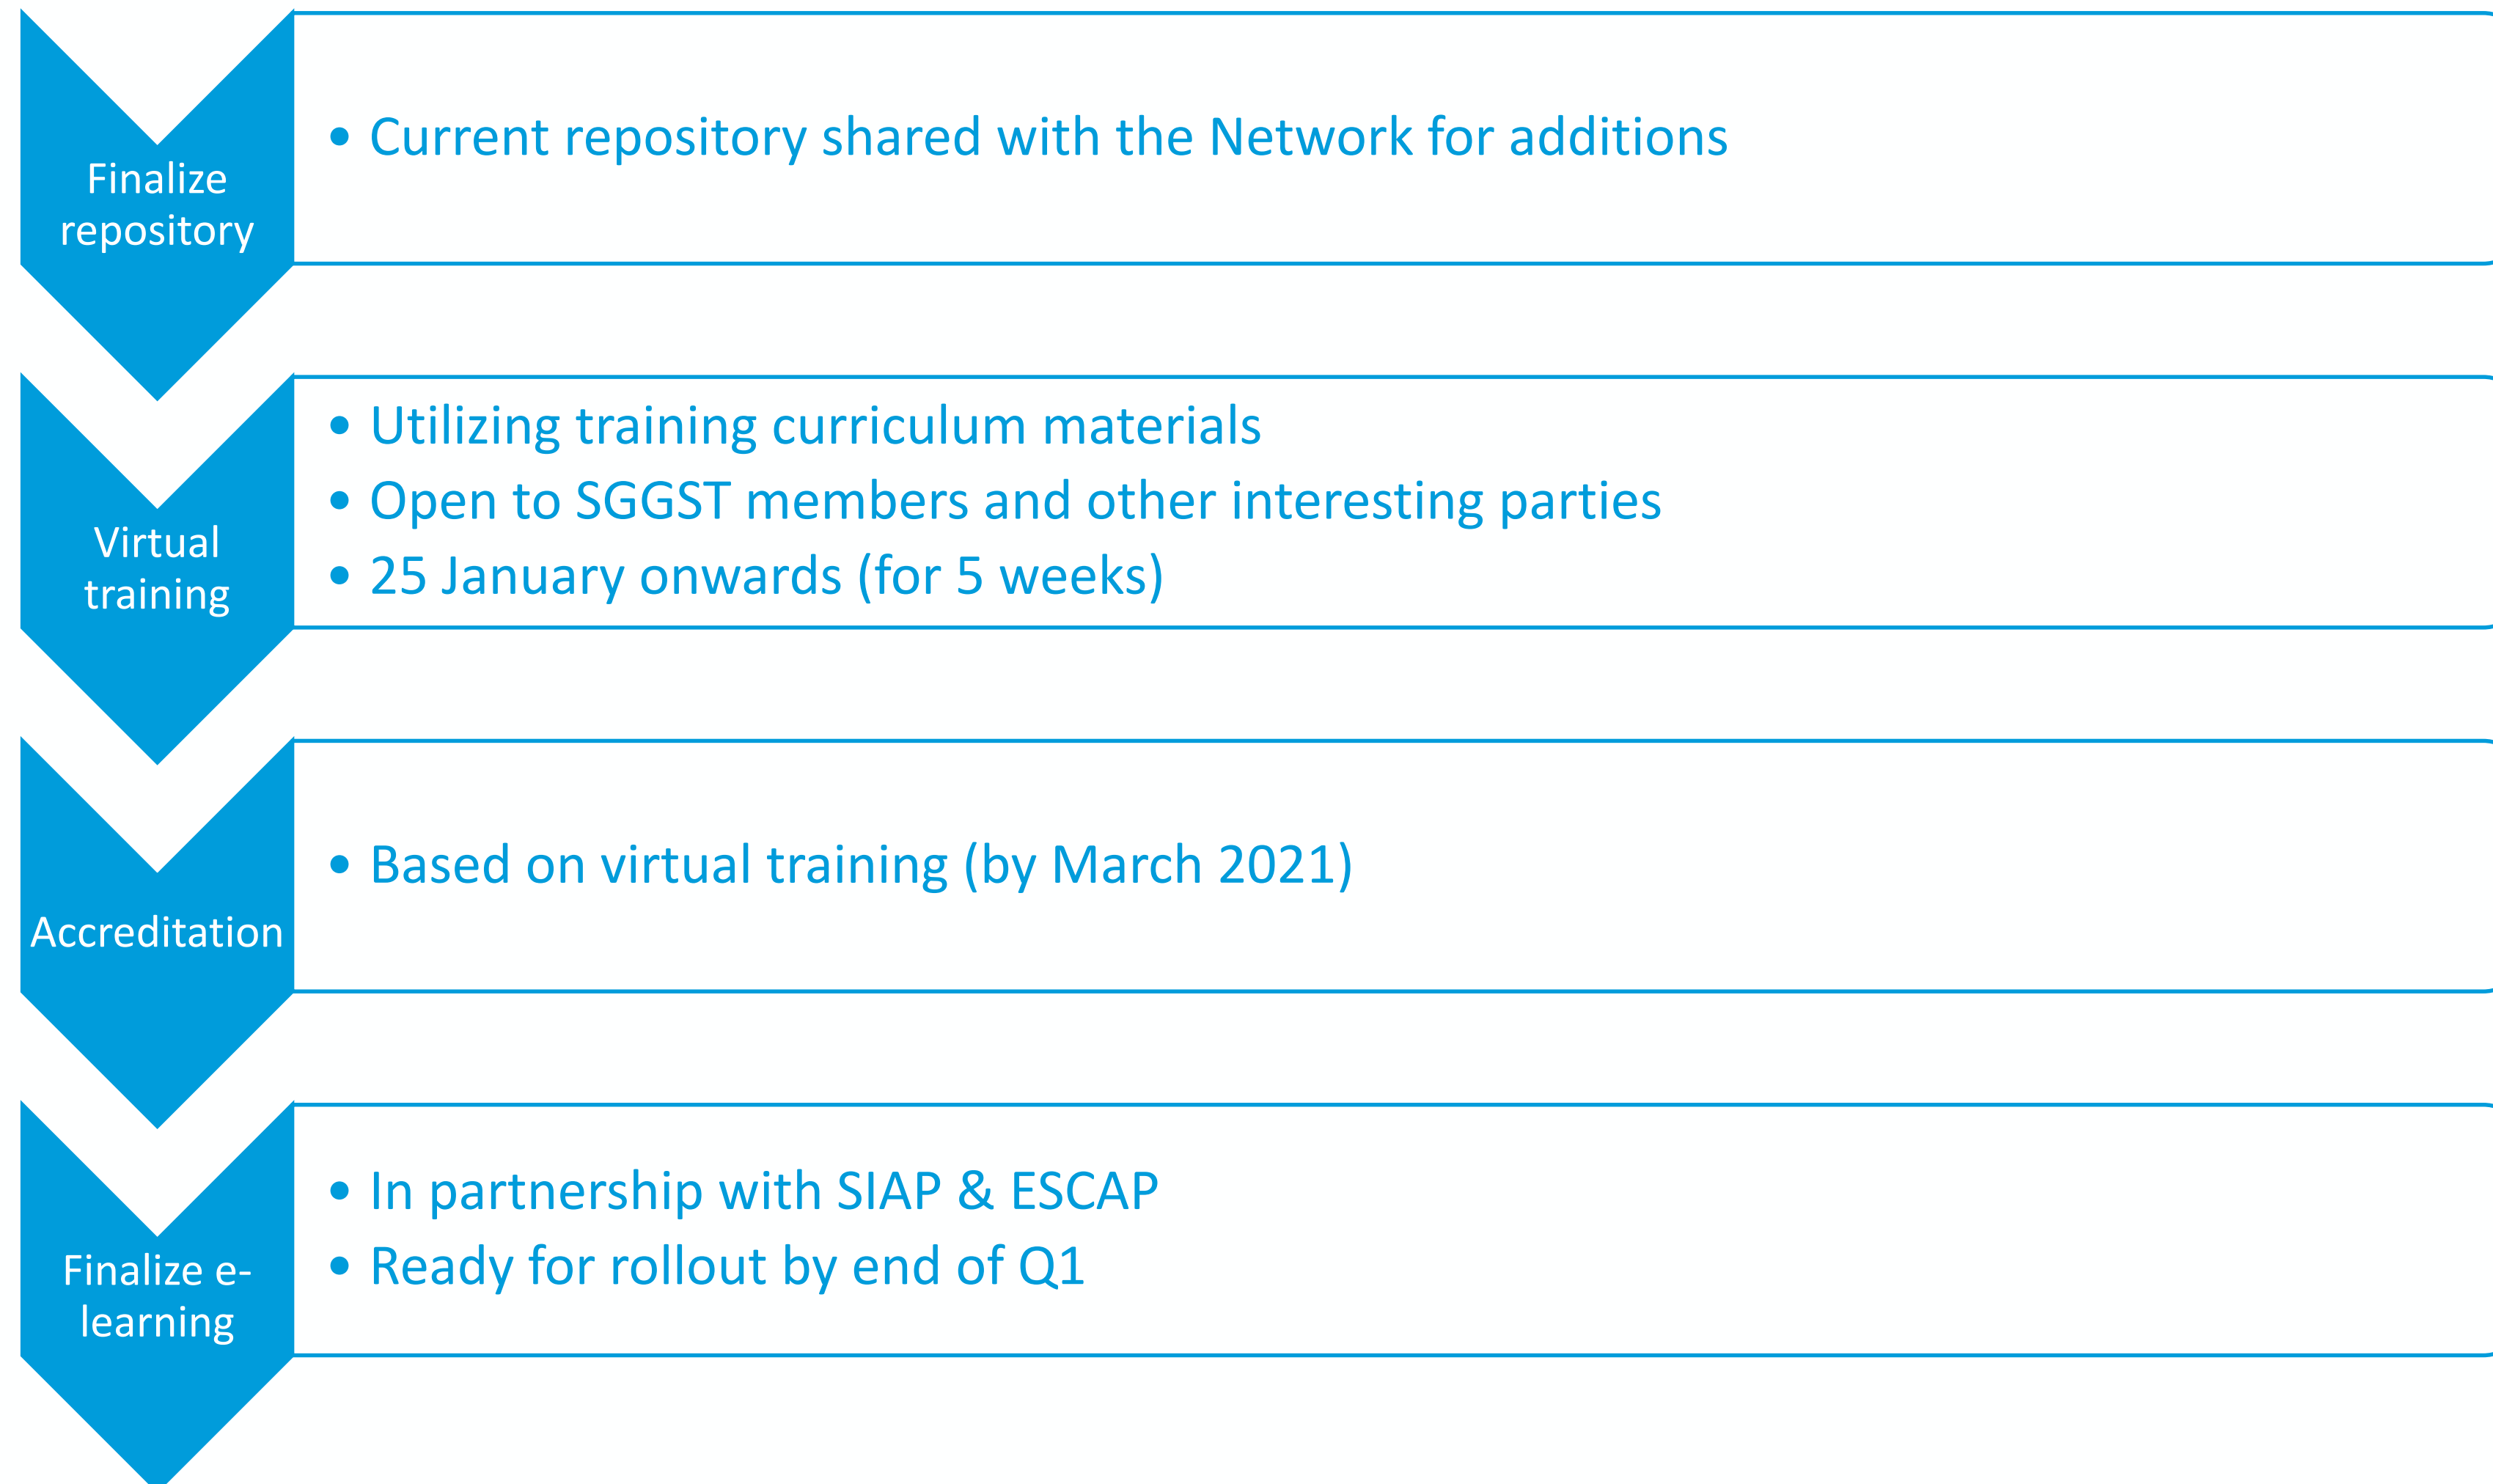 Finalize
repository
• Current repository shared with the Network for additions
Virtual
training
• Utilizing training curriculum materials
• Open to SGGST members and other interesting parties
• 25 January onwards (for 5 weeks)
Accreditation
• Based on virtual training (by March 2021)
Finalize e-
learning
• In partnership with SIAP & ESCAP
• Ready for rollout by end of Q1